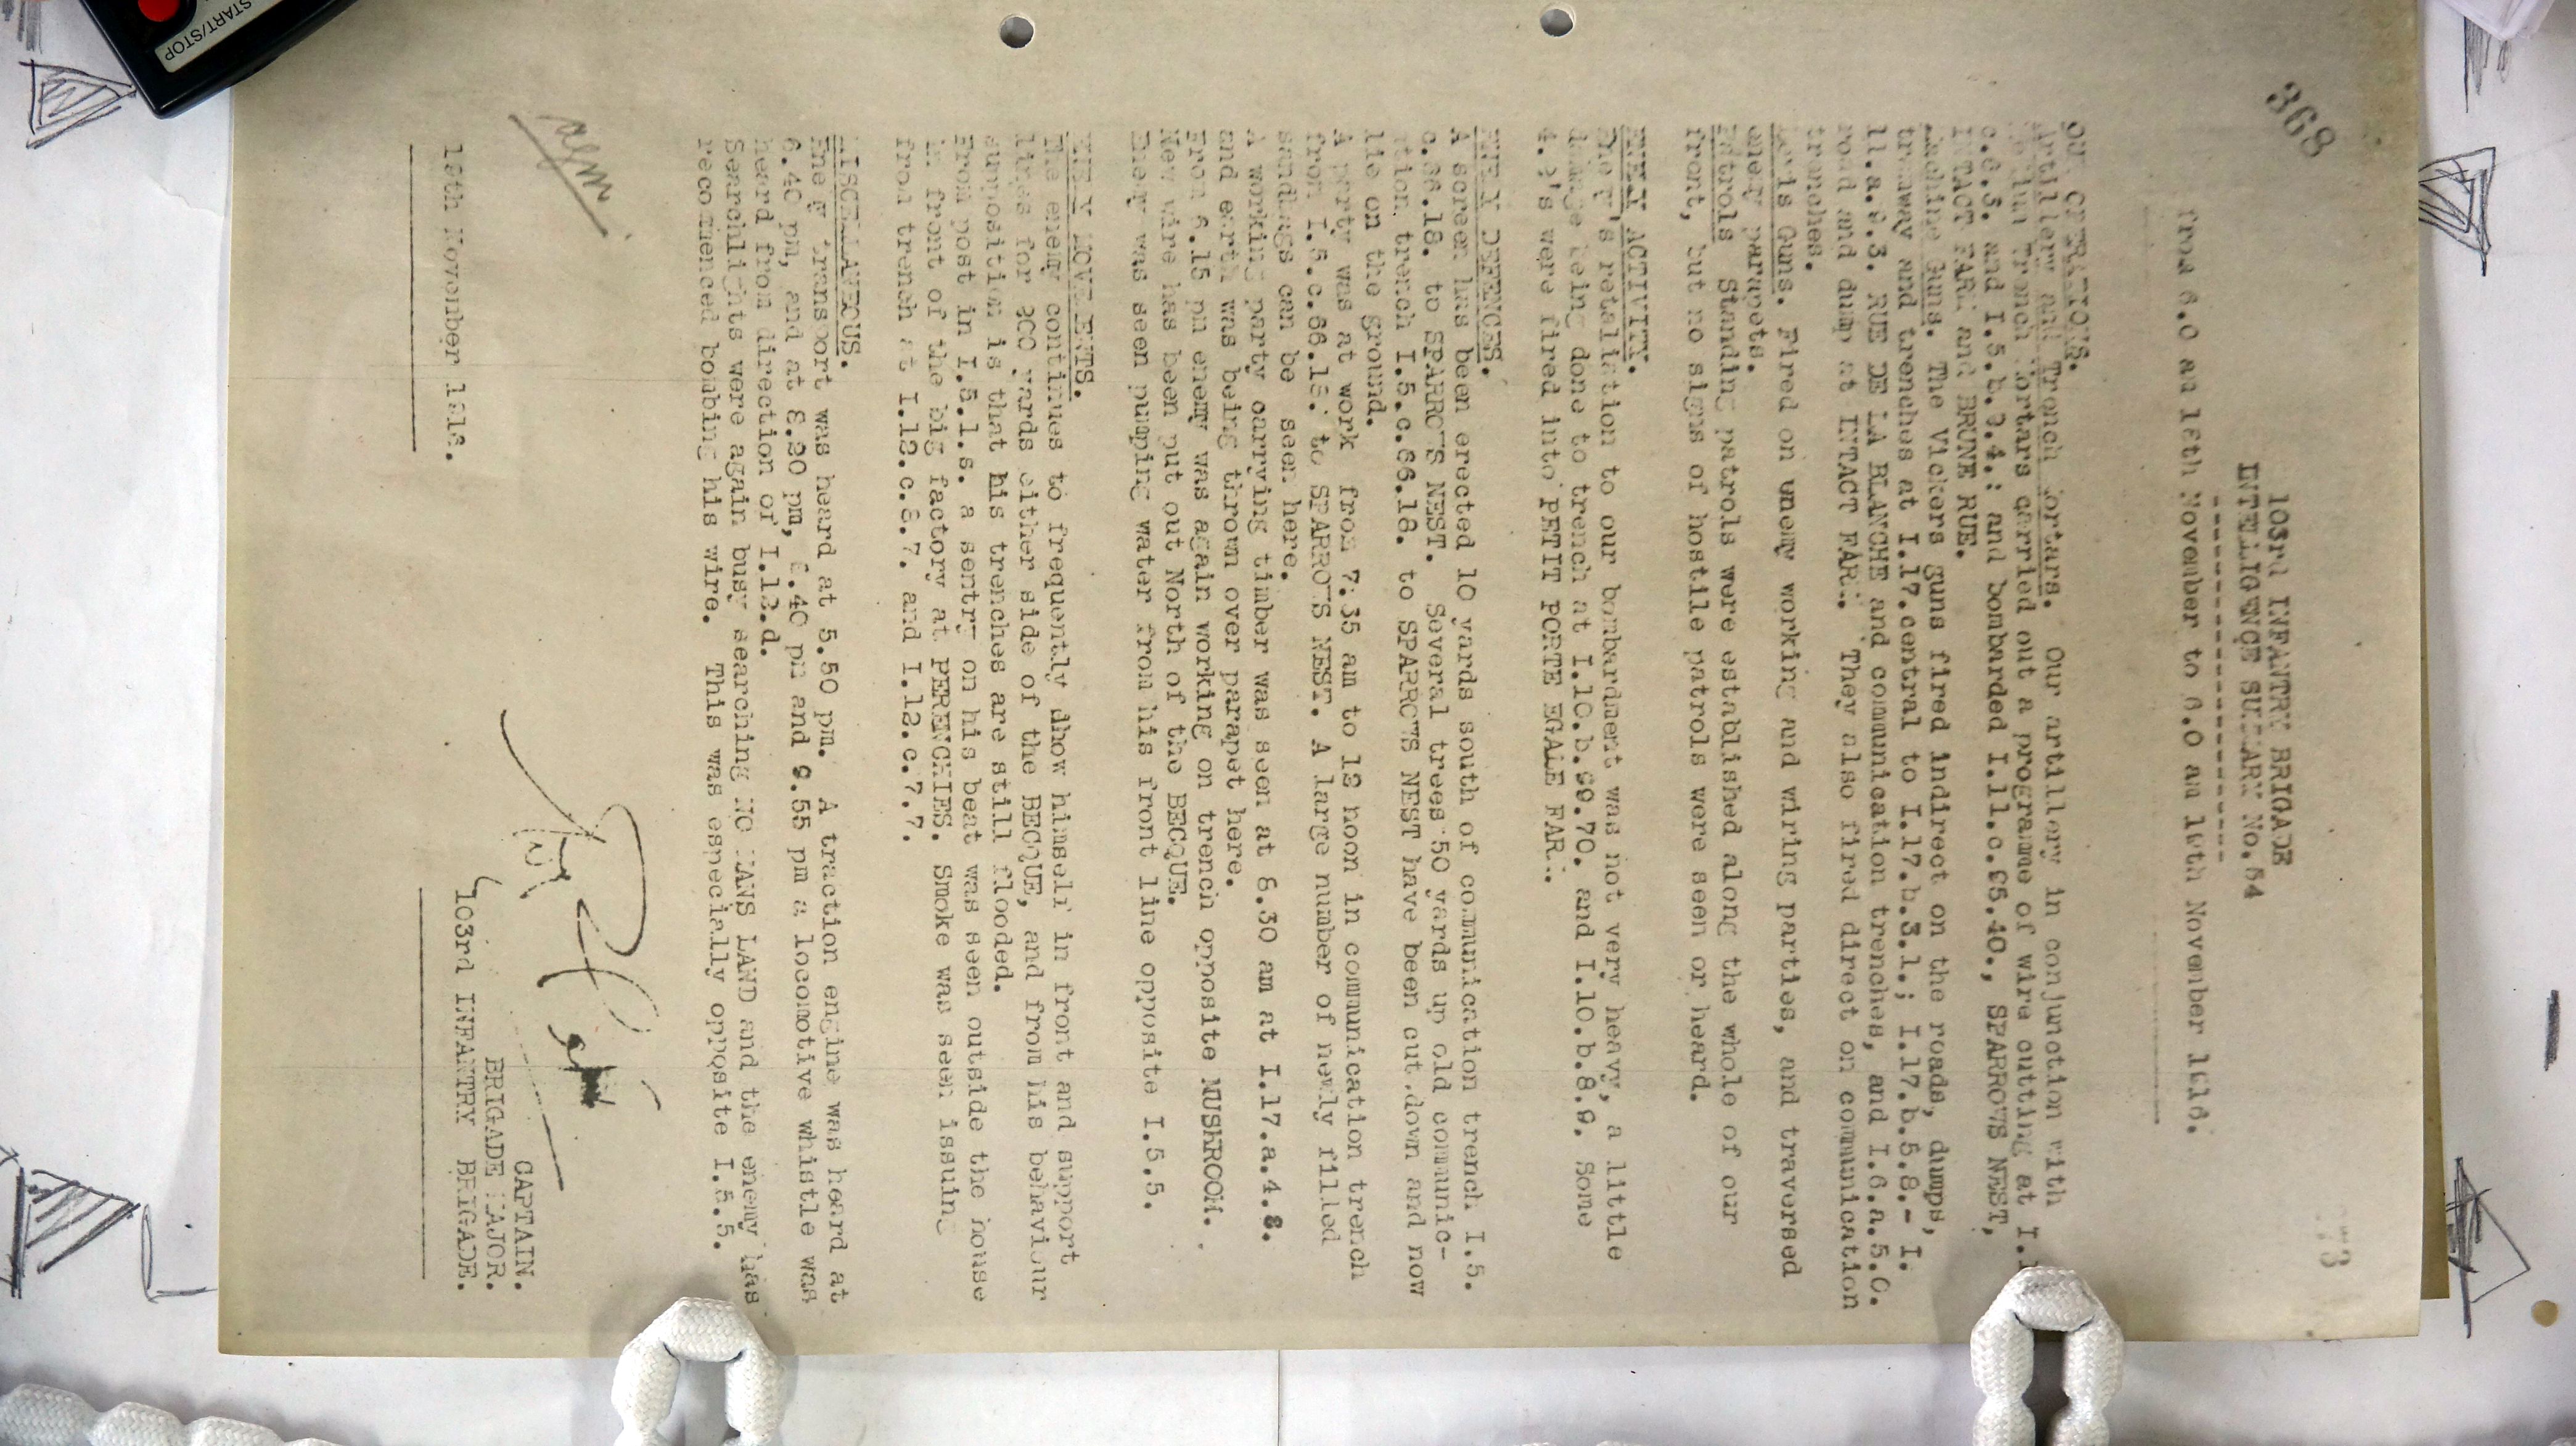 368
73
103rd INFANTRY BRIGADE
INTELLIGENCE SUMMARY No.54
from 6.0 am 15th November to 6.0 am 16th November 1916.
OUR OPERATIONS.
Artillery and Trench Mortars. Our artillery in conjunction with
Medium Trench Mortars carried out a programe of wire cutting at I.
c.6.3. and I.5.b.9.4.: and bombarded I.11.c.95.40., SPARROWS NEST,
INTACT FARM and BRUNE RUE.
Machine Guns. The Vickers guns fired indirect on the roads, dumps,
tramway and trenches at I.17.central to I.17.b.3.1.; I.17.b.5.8.- I.
11.a.9.3. RUE DE LA BLANCHE and communication trenches, and I.6.a.5.0.
road and dump at INTACT FARM. They also fired direct on communication
trenches.
Lewis Guns. Fired on unemy working and wiring parties, and traversed
enemy parapets.
Patrols Standing patrols were established along the whole of our
front, but no signs of hostile patrols were seen or heard.
ENEMY ACTIVITY.
Enemy's retaliation to our bombardment was not very heavy, a little
damage being done to trench at I.10.b.99.70. and I.10.b.8.9. Some
4.2's were fired into PETIT PORTE EGALE FARM.
ENEMY DEFENCES.
A screen has been erected 10 yards south of communication trench I.5.
c.66.18. to SPARROWS NEST. Several trees 50 yards up old communic-
ation trench I.5.c.66.18. to SPARROWS NEST have been cut down and now
lie on the ground.
A party was at work from 7.35 am to 12 noon in communication trench
from I.5.c.66.18. to SPARROWS NEST. A large number of newly filled
sandbags can be seen here.
A working party carrying timber was seen at 6.30 am at I.17.a.4.8.
and earth was being thrown over parapet here.
From 6.15 pm enemy was again working on trench opposite MUSHROOM.
New wire has been put out North of the BECQUE.
Enemy was seen pumping water from his front line opposite I.5.5.
ENEMY MOVEMENTS.
The enemy continues to frequently dhow himself in front and support
lines for 200 yards either side of the BECQUE, and from his behaviour
supposition is that his trenches are still flooded.
From post in I.5.1.s. a sentry on his beat was seen outside the house
in front of the big factory at PERENCHIES. Smoke was seen issuing
from trench at I.12.c.6.7. and I.12.c.7.7.
MISCELLANEOUS.
Enemy transport was heard at 5.50 pm. A traction engine was heard at
6.40 pm, and at 8.20 pm, 8.40 pm and 9.55 pm a locomotive whistle was
heard from direction of I.12.d.
Searchlights were again busy searching NO MANS LAND and the enemy has
recommenced bombing his wire. This was especially opposite I.5.5.
CAPTAIN.
BRIGADE MAJOR.
16th November 1916.
103rd INFANTRY BRIGADE.
START/STOP